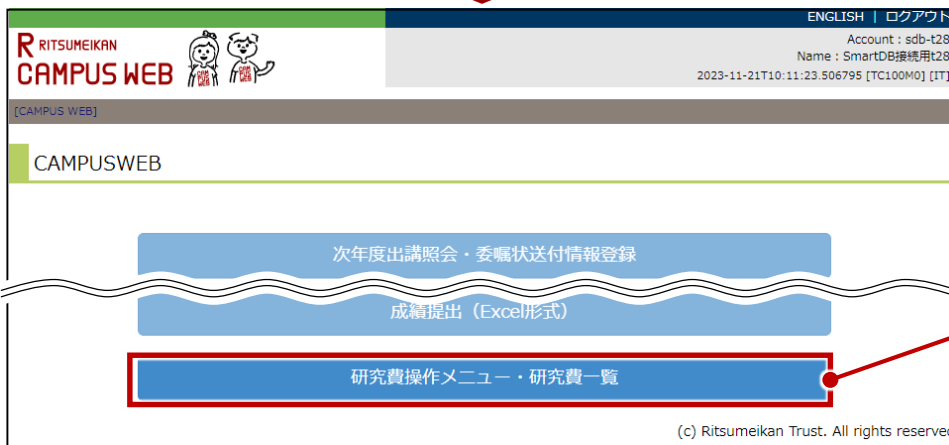 ENGLISH | ログアウト
R RITSUMEIKAN
CAMPUS WEB
Account : sdb-t28
Name : SmartDB接続用t28
2023-11-21T10:11:23.506795 [TC100M0] [IT]
[CAMPUS WEB]
CAMPUSWEB
次年度出講照会・委嘱状送付情報登録
成績提出（Excel形式）
研究費操作メニュー・研究費一覧
(c) Ritsumeikan Trust. All rights reserved